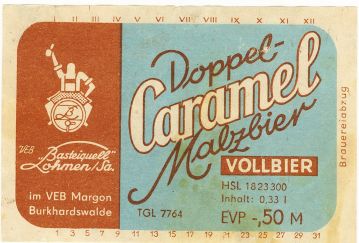 I II III IV V VI VII VIII IX X XI XII
Doppel-
Caramel
Malzbier
VOLLBIER
HSL 1823300
Inhalt: 0,33 l
EVP -,50 M
TGL 7764
VEB
"Basteiquell"
Lohmen/Sa.
im VEB Margon
Burkhardswalde
Brauereiabzug
1 3 5 7 9 11 13 15 17 19 21 23 25 27 29 31